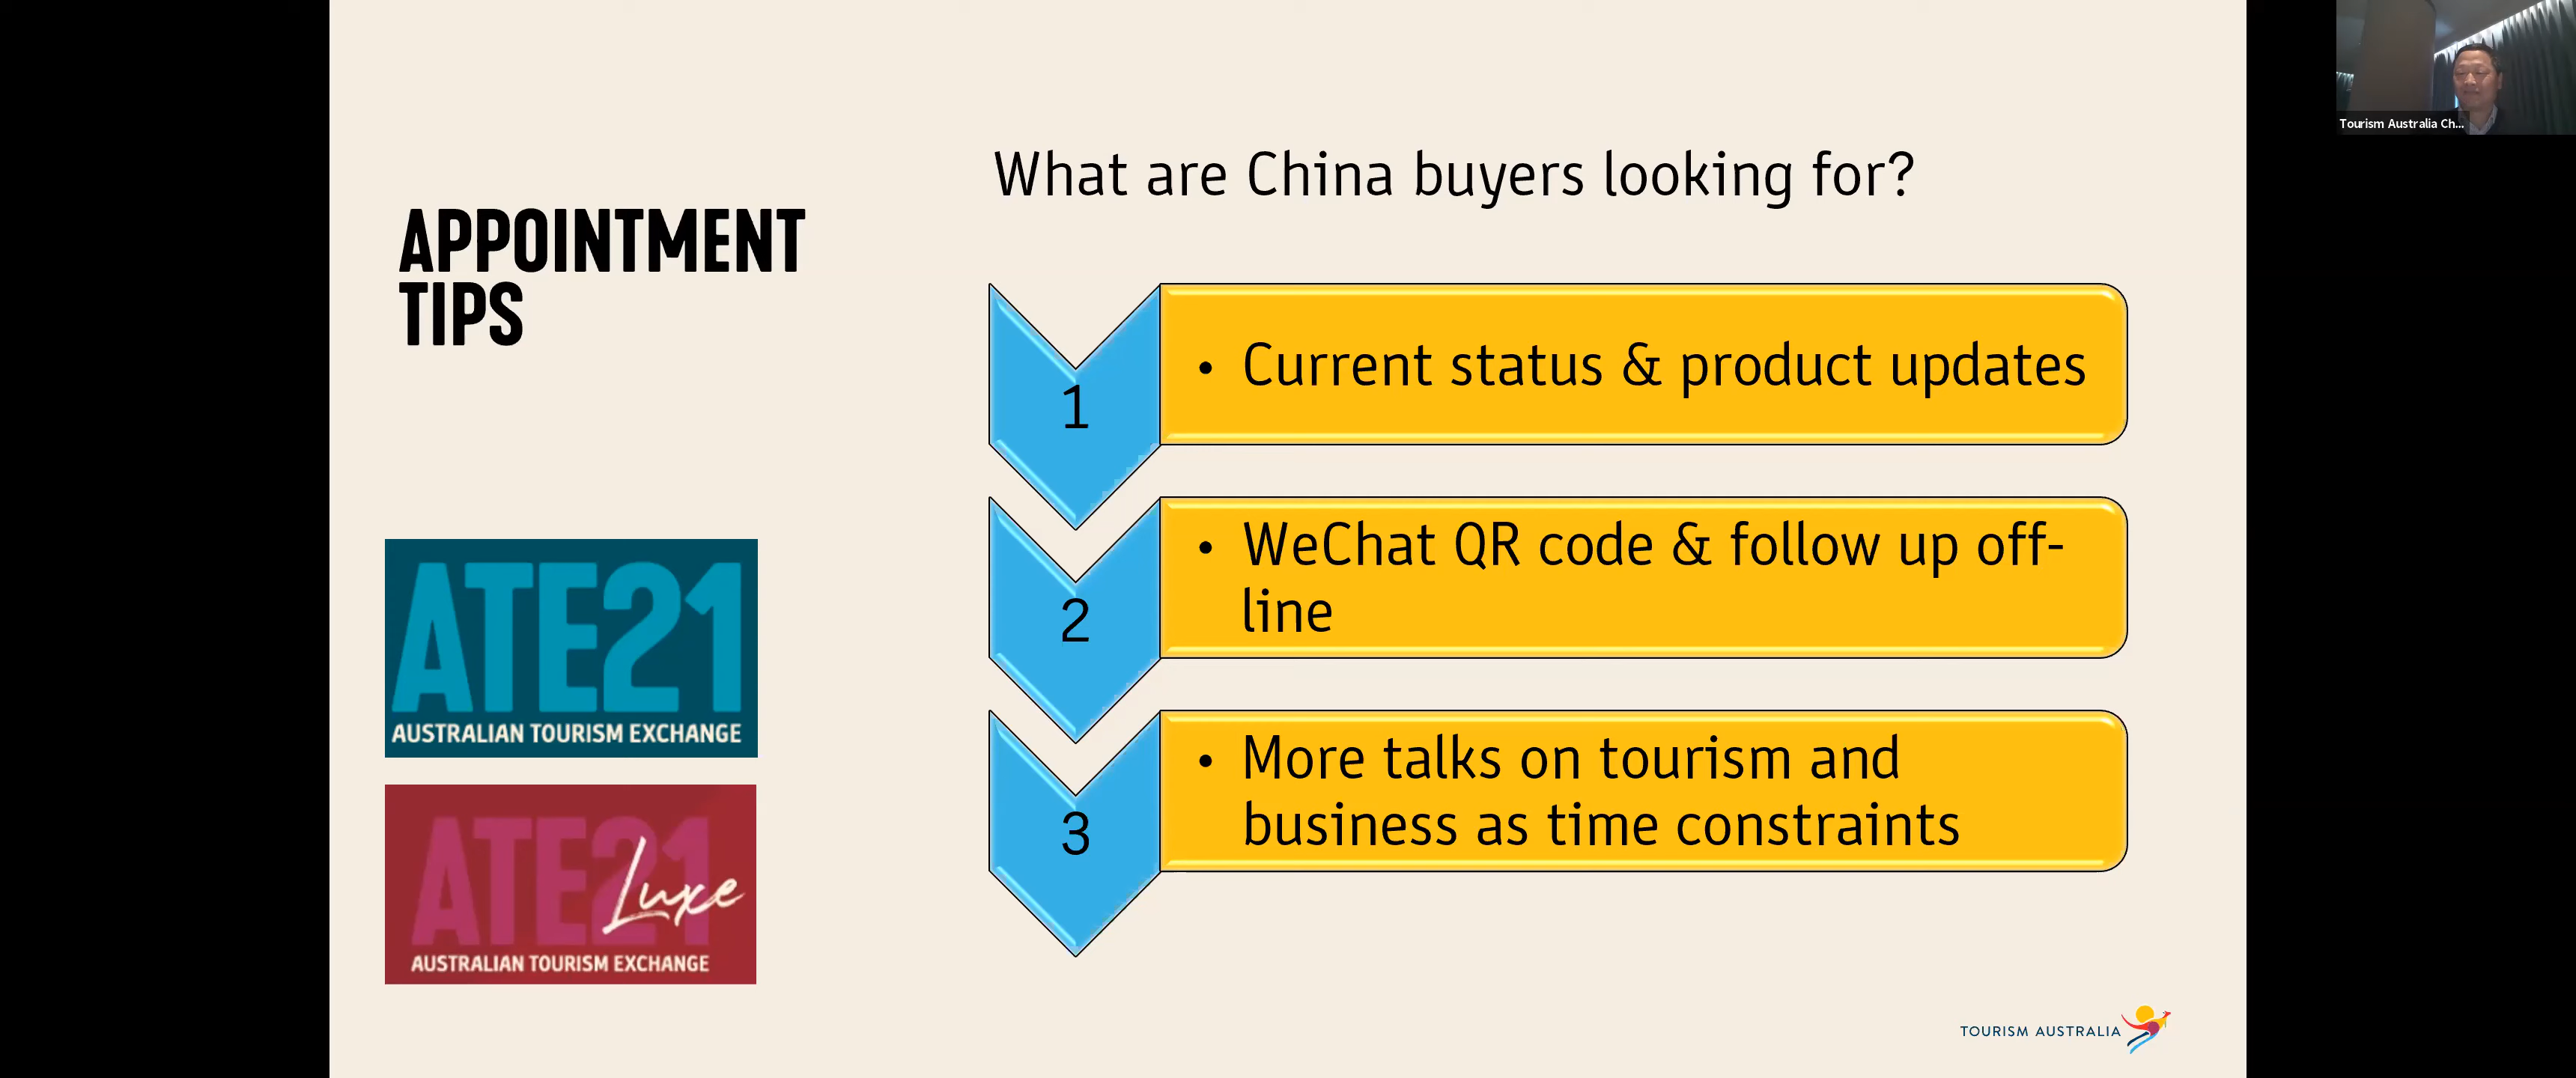 APPOINTMENT
TIPS
What are China buyers looking for?
1
• Current status & product updates
2
• WeChat QR code & follow up off-
line
3
• More talks on tourism and
business as time constraints
ATE21
AUSTRALIAN TOURISM EXCHANGE
ATE21
Luxe
AUSTRALIAN TOURISM EXCHANGE
TOURISM AUSTRALIA
Tourism Australia Ch...